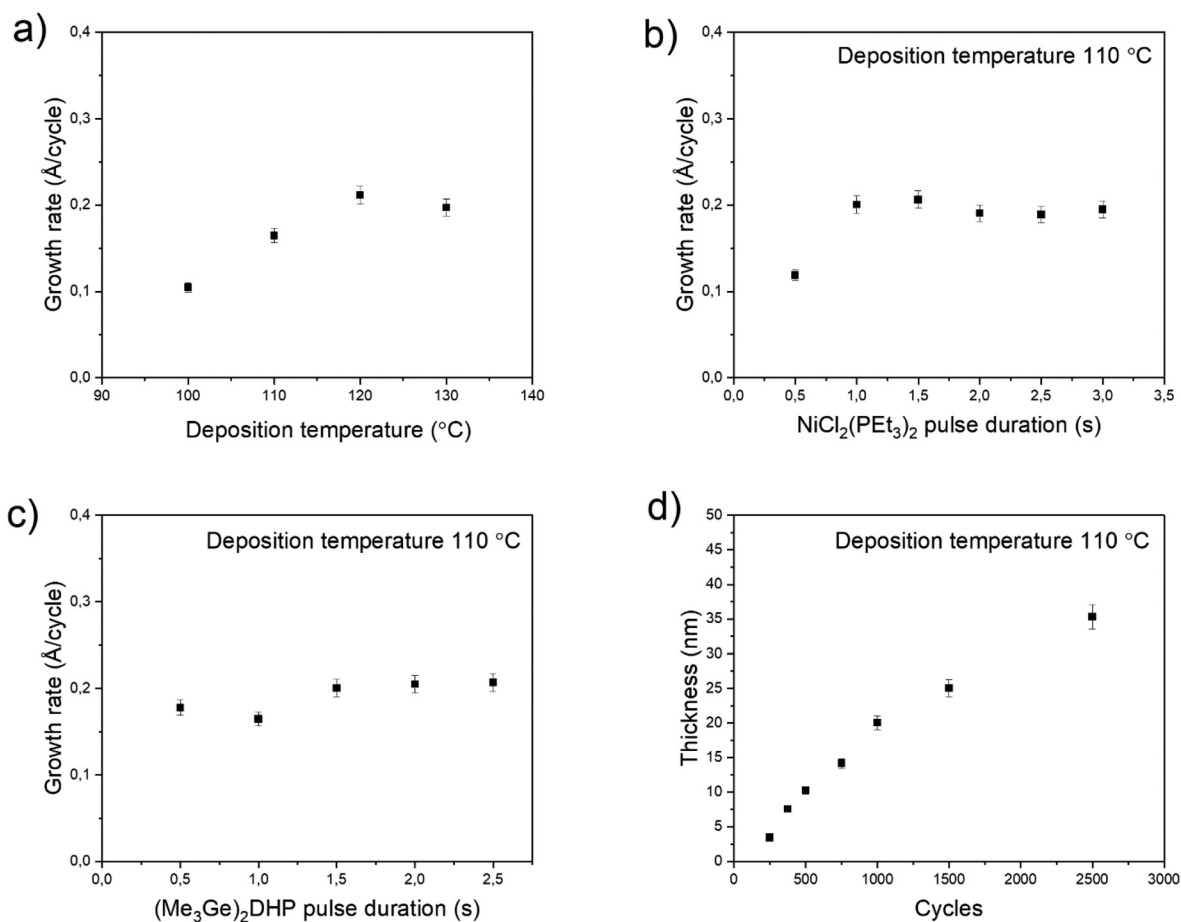 a)
0,4
0,3
0,2
0,1
0,0
Growth rate (Å/cycle)
90 100 110 120 130 140
Deposition temperature (°C)
b)
Deposition temperature 110 °C
0,4
0,3
0,2
0,1
0,0
Growth rate (Å/cycle)
0,0 0,5 1,0 1,5 2,0 2,5 3,0 3,5
NiCl₂(PEt₃)₂ pulse duration (s)
c)
Deposition temperature 110 °C
0,4
0,3
0,2
0,1
0,0
Growth rate (Å/cycle)
0,0 0,5 1,0 1,5 2,0 2,5
(Me₃Ge)₂DHP pulse duration (s)
d)
Deposition temperature 110 °C
50
45
40
35
30
25
20
15
10
5
0
Thickness (nm)
0 500 1000 1500 2000 2500 3000
Cycles